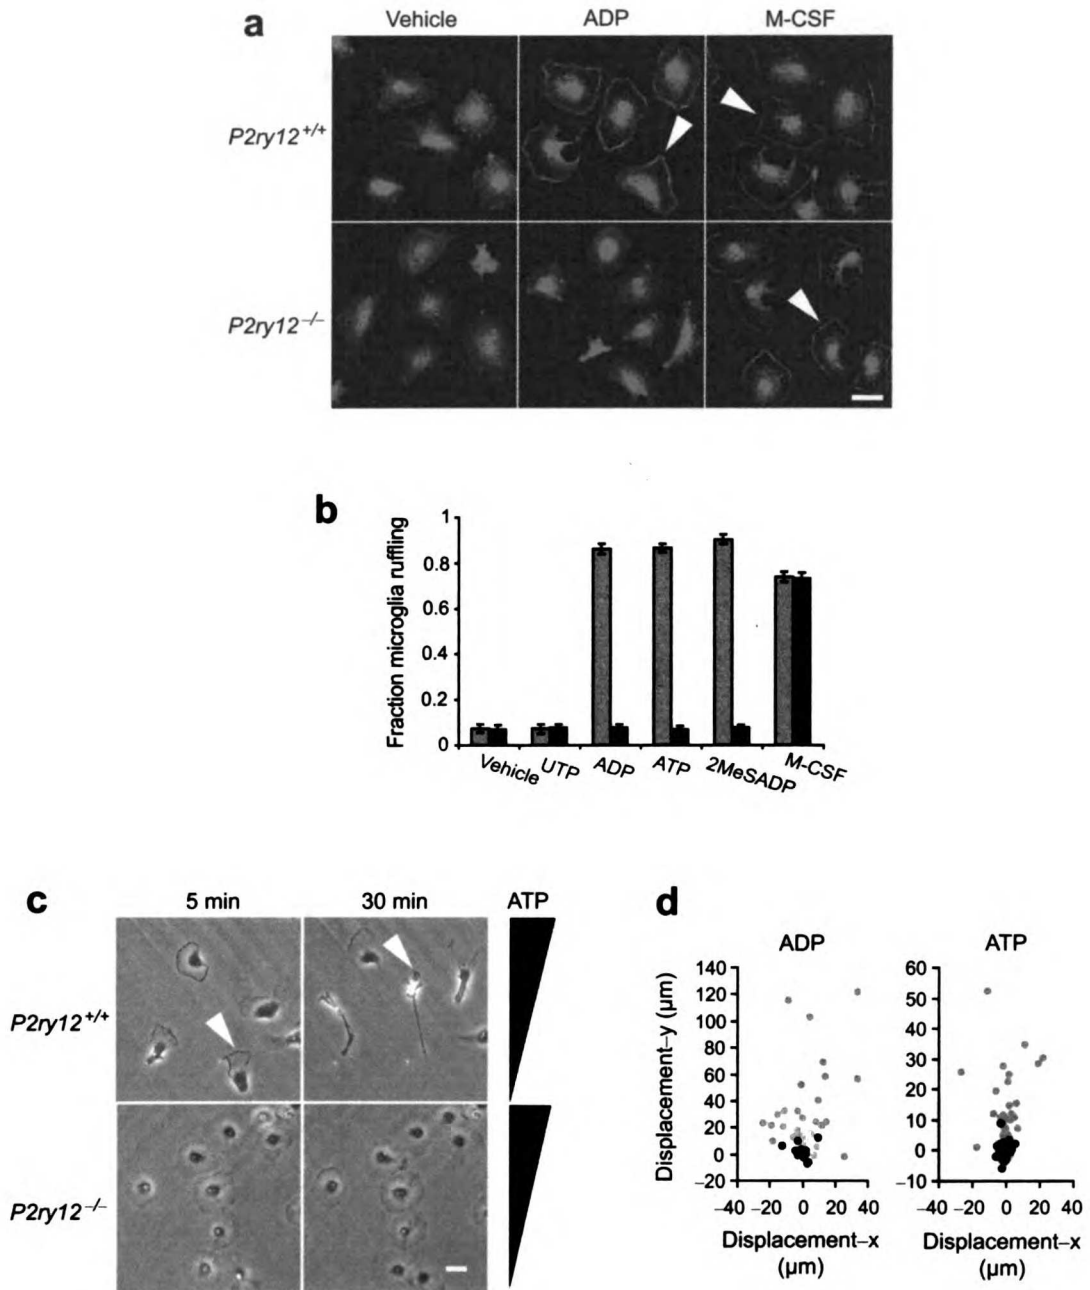 a
Vehicle ADP M-CSF
P2ry12+/+
P2ry12–/–
b
Fraction microglia ruffling
1
0.8
0.6
0.4
0.2
0
Vehicle UTP ADP ATP 2MeSADP M-CSF
c
5 min 30 min ATP
P2ry12+/+
P2ry12–/–
d
ADP ATP
Displacement–y (µm)
140
120
100
80
60
40
20
0
–20
–40 –20 0 20 40
Displacement–x
(µm)
60
50
40
30
20
10
0
–10
–40 –20 0 20 40
Displacement–x
(µm)